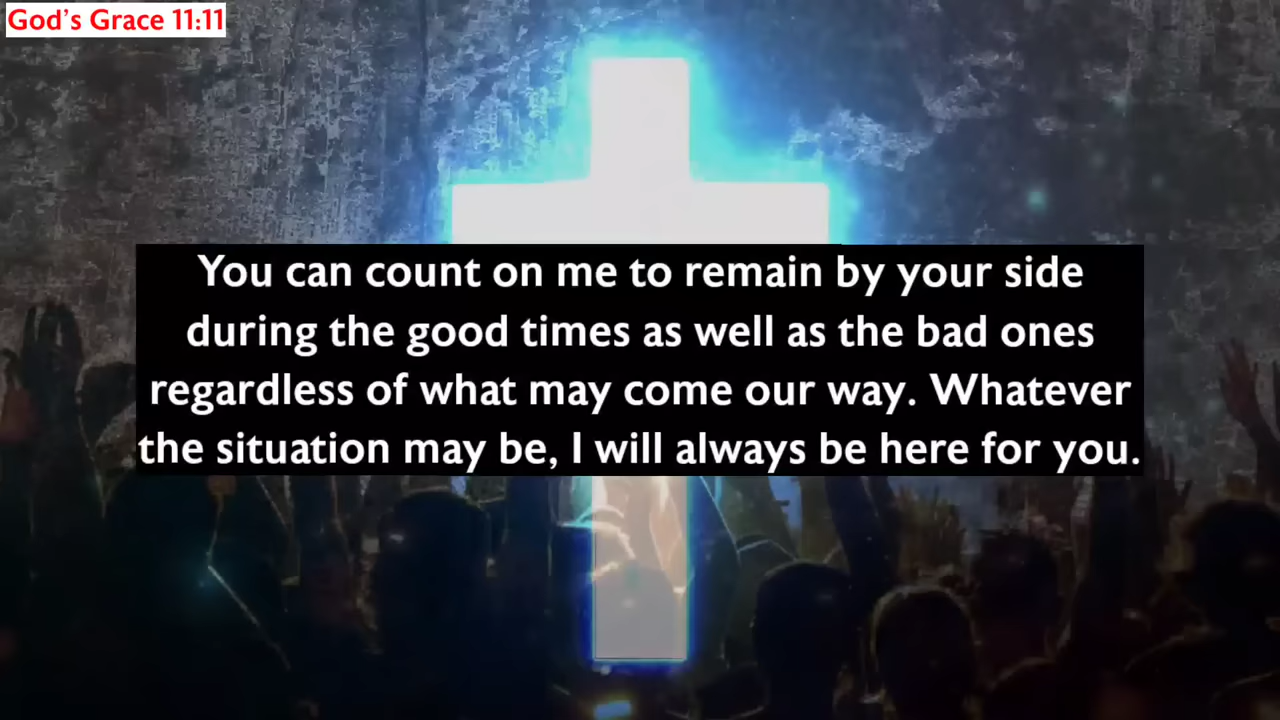 God's Grace 11:11
You can count on me to remain by your side
during the good times as well as the bad ones
regardless of what may come our way. Whatever
the situation may be, I will always be here for you.